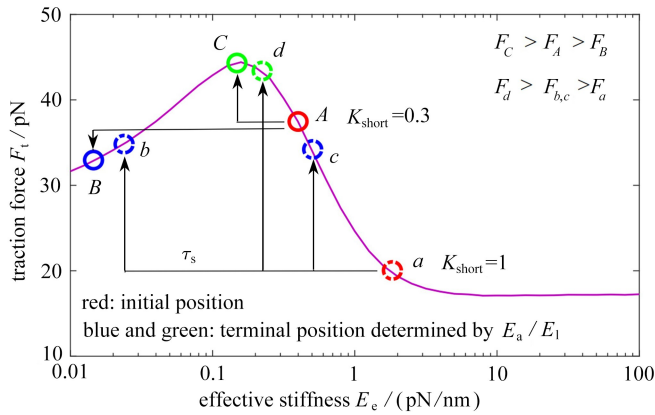 50
40
30
20
10
traction force F_t / pN
C
d
F_C > F_A > F_B
F_d > F_{b,c} > F_a
A
K_short=0.3
b
c
B
τ_s
a
K_short=1
red: initial position
blue and green: terminal position determined by E_a / E_l
0.01
0.1
1
10
100
effective stiffness E_e / (pN/nm)